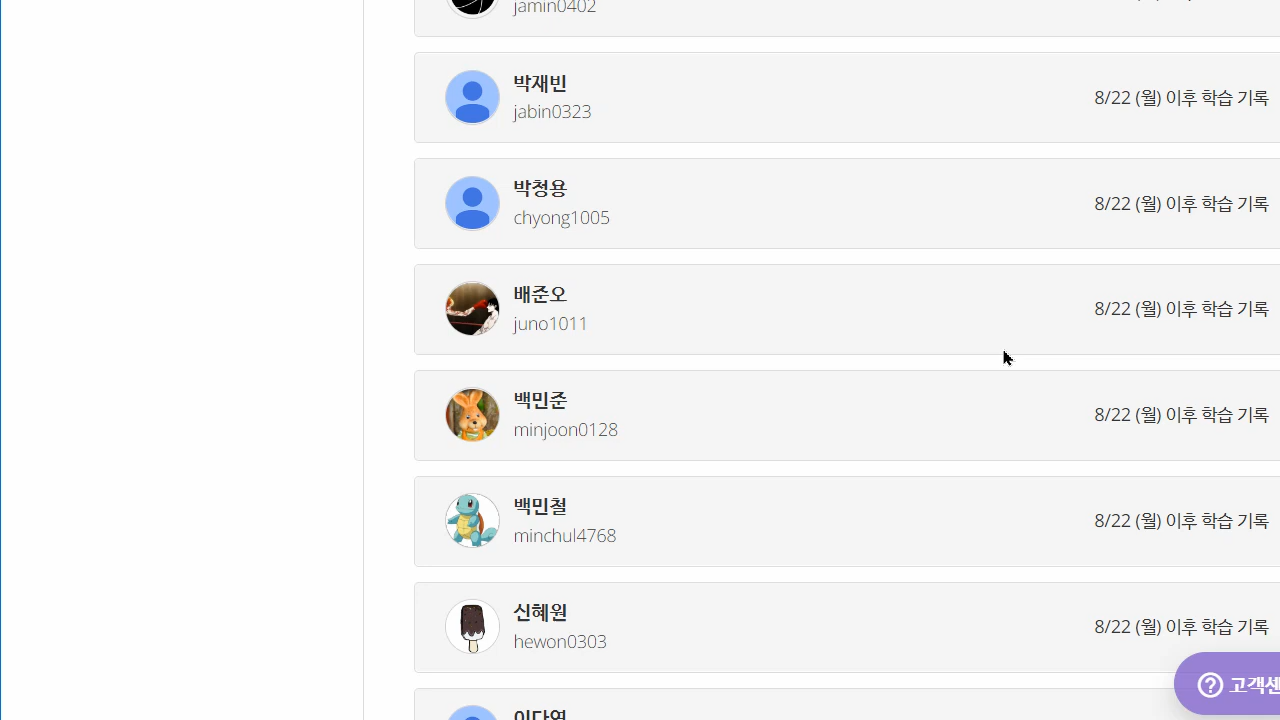 jamin0402
박재빈
jabin0323
8/22 (월) 이후 학습 기록
박청용
chyong1005
8/22 (월) 이후 학습 기록
배준오
juno1011
8/22 (월) 이후 학습 기록
백민준
minjoon0128
8/22 (월) 이후 학습 기록
백민철
minchul4768
8/22 (월) 이후 학습 기록
신혜원
hewon0303
8/22 (월) 이후 학습 기록
고객센